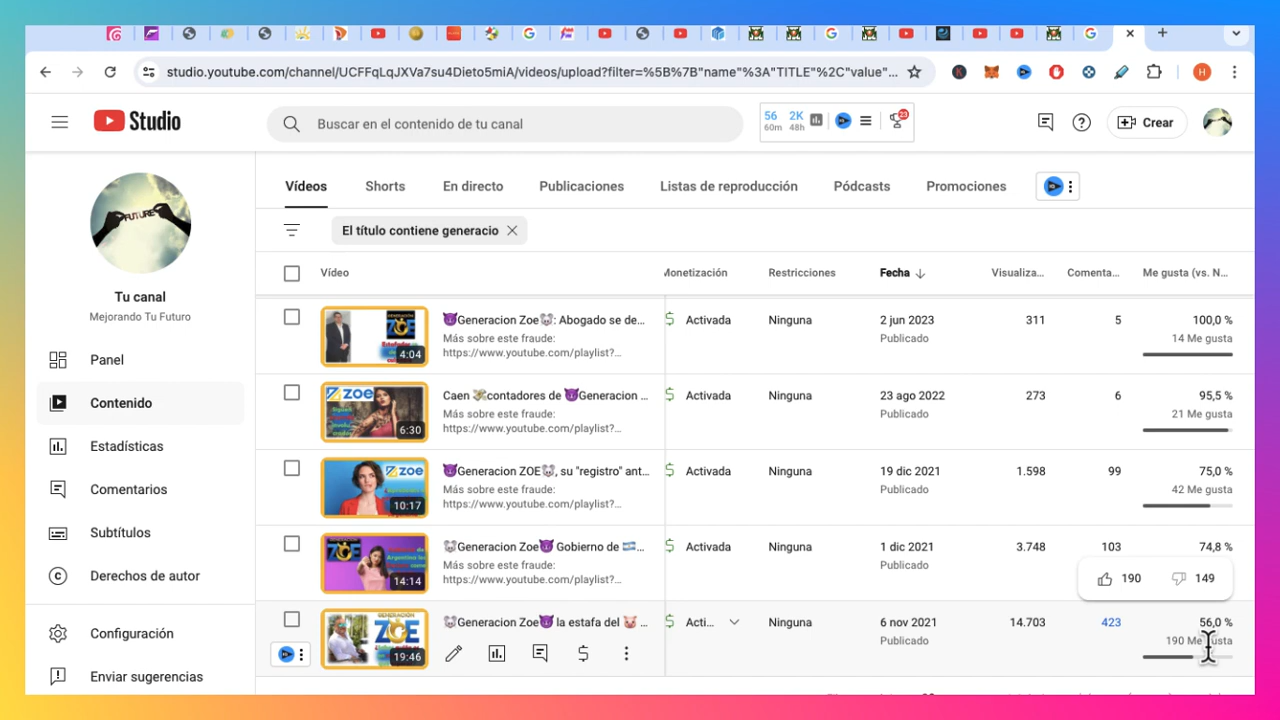 studio.youtube.com/channel/UCFFqLqJXVa7su4Dieto5miA/videos/upload?filter=%5B%7B"name"%3A"TITLE"%2C"value"...
Studio
Buscar en el contenido de tu canal
56 2K
60m 48h
23
Crear
FUTURE
Tu canal
Mejorando Tu Futuro
Panel
Contenido
Estadísticas
Comentarios
Subtítulos
Derechos de autor
Configuración
Enviar sugerencias
Vídeos Shorts En directo Publicaciones Listas de reproducción Pódcasts Promociones
El título contiene generacio
Vídeo Monetización Restricciones Fecha Visualiza... Comenta... Me gusta (vs. N...
😈Generacion Zoe🐭: Abogado se de... Activada Ninguna 2 jun 2023 311 5 100,0 %
Más sobre este fraude: Publicado 14 Me gusta
https://www.youtube.com/playlist?...
ZOE
4:04
Caen 💸contadores de 😈Generacion ... Activada Ninguna 23 ago 2022 273 6 95,5 %
Más sobre este fraude: Publicado 21 Me gusta
https://www.youtube.com/playlist?...
zoe
6:30
😈Generacion ZOE🐭, su "registro" ant... Activada Ninguna 19 dic 2021 1.598 99 75,0 %
Más sobre este fraude: Publicado 42 Me gusta
https://www.youtube.com/playlist?...
zoe
10:17
🐭Generacion Zoe😈 Gobierno de 🇦🇷... Activada Ninguna 1 dic 2021 3.748 103 74,8 %
Más sobre este fraude: Publicado
https://www.youtube.com/playlist?...
ZOE
14:14
190 149
🐭Generacion Zoe😈 la estafa del 🐷 ... Acti... Ninguna 6 nov 2021 14.703 423 56,0 %
Publicado 190 Me gusta
GENERACIÓN
ZOE
19:46